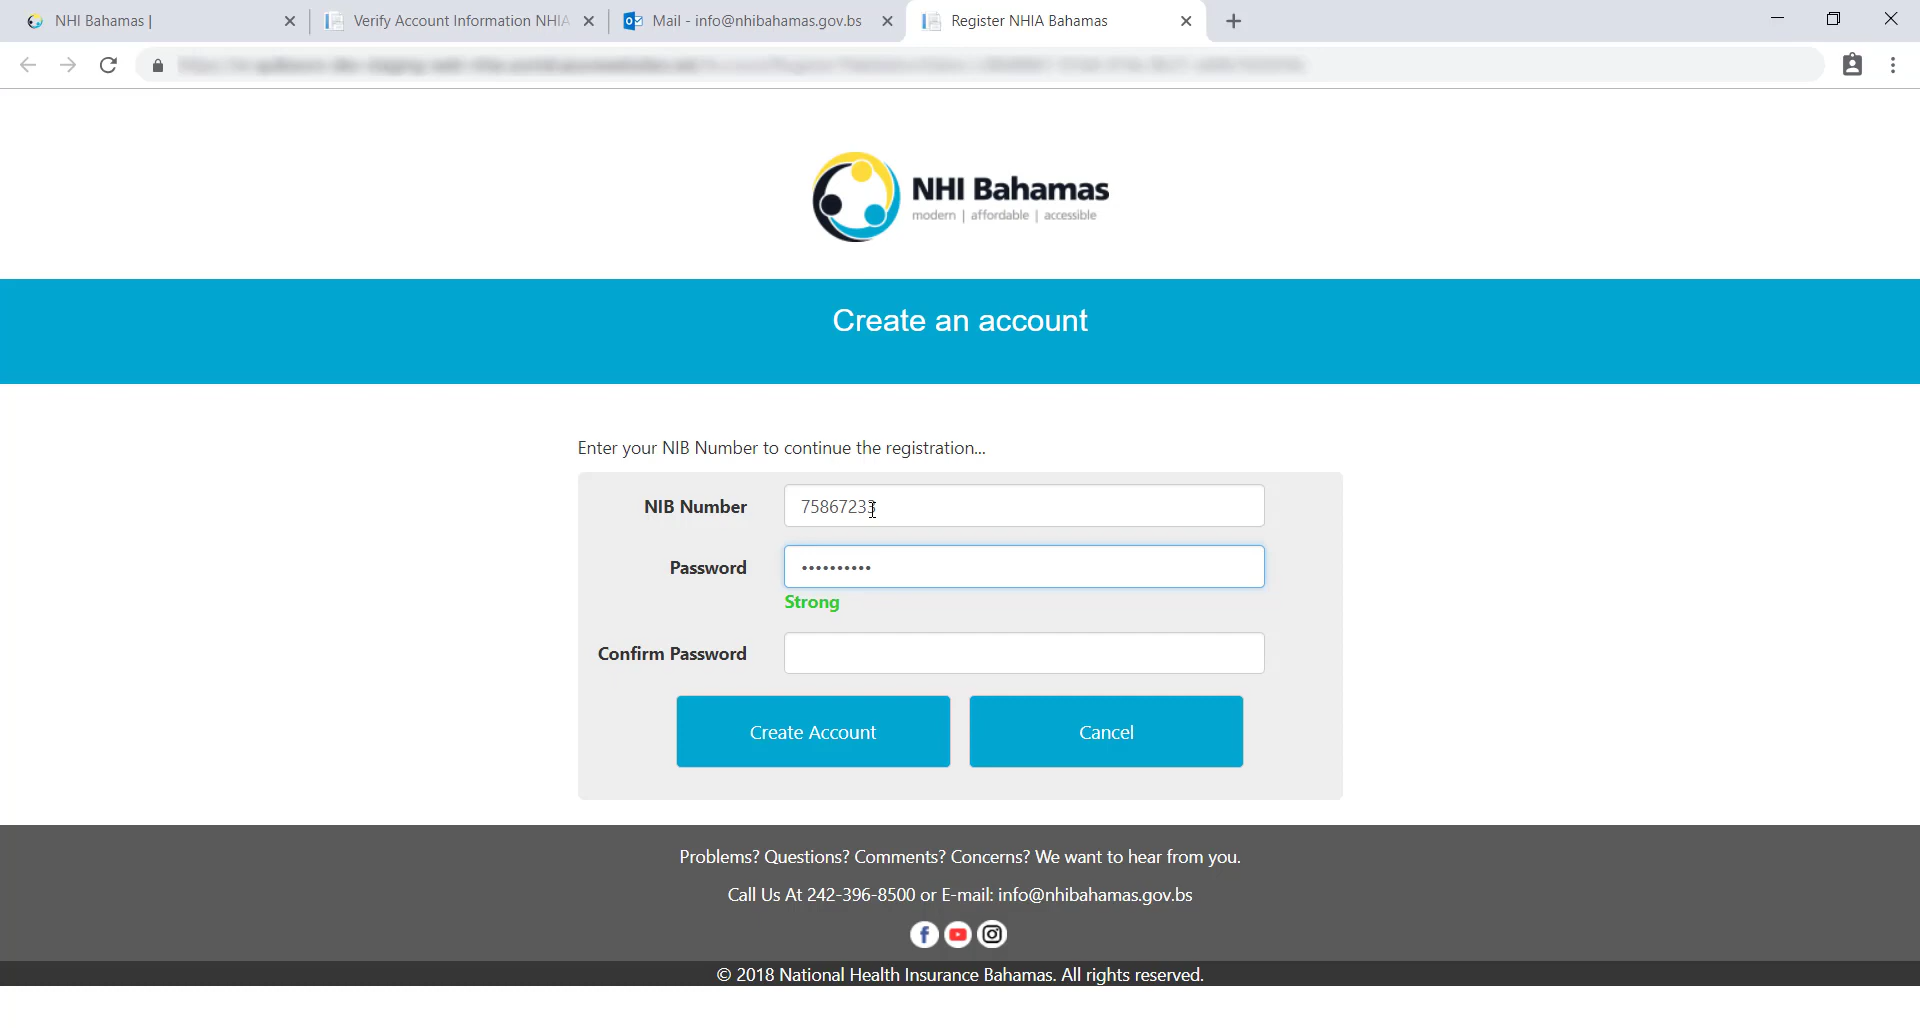 NHI Bahamas |
Verify Account Information NHIA
Mail - info@nhibahamas.gov.bs
Register NHIA Bahamas
NHI Bahamas
modern | affordable | accessible
Create an account
Enter your NIB Number to continue the registration...
NIB Number
75867233
Password
••••••••••
Strong
Confirm Password
Create Account
Cancel
Problems? Questions? Comments? Concerns? We want to hear from you.
Call Us At 242-396-8500 or E-mail: info@nhibahamas.gov.bs
© 2018 National Health Insurance Bahamas. All rights reserved.